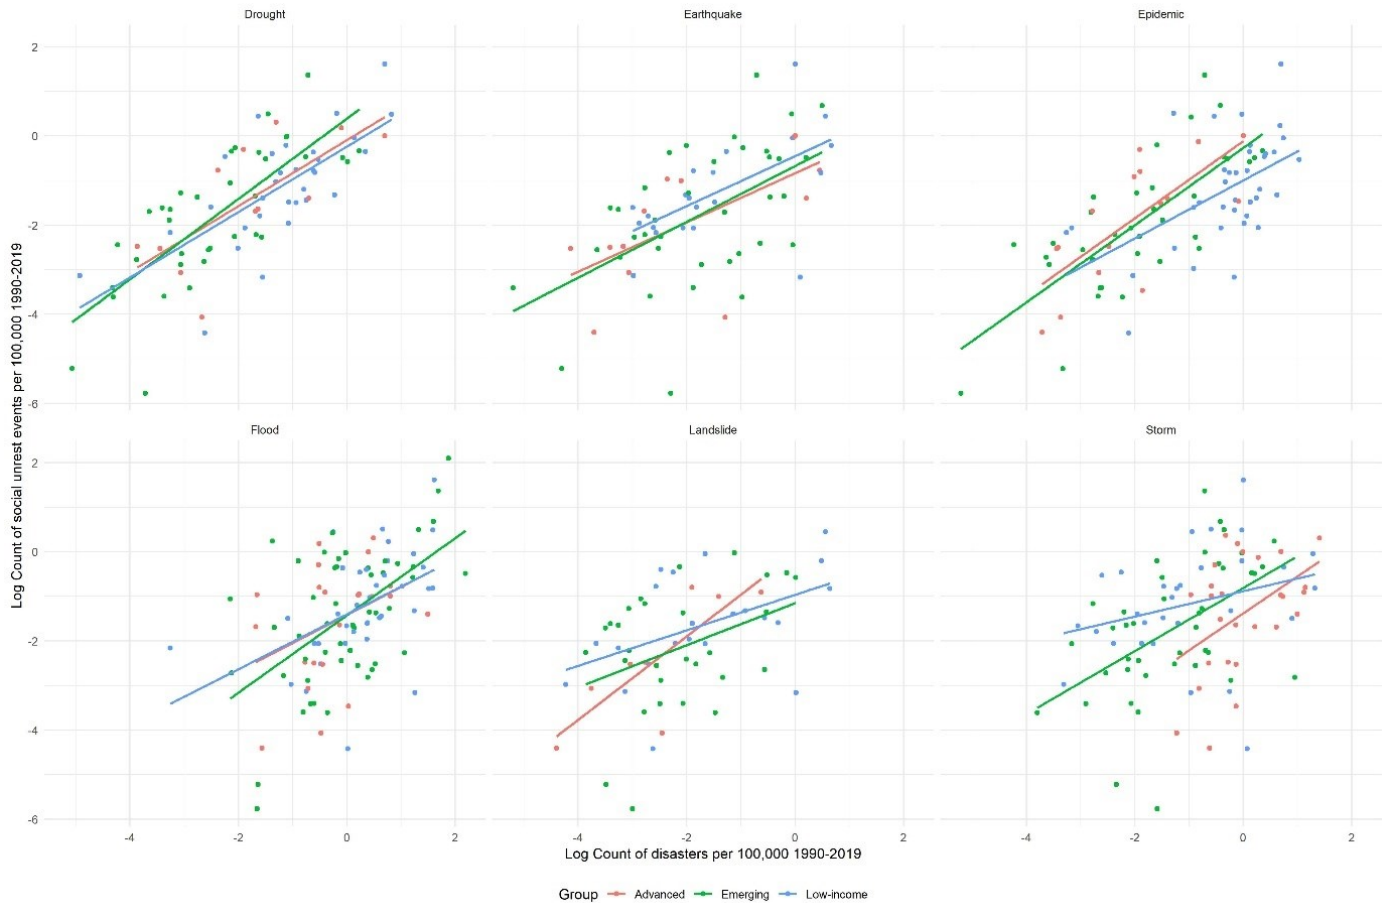 Drought Earthquake Epidemic
2
0
-2
-4
-6
Flood Landslide Storm
2
0
-2
-4
-6
-4 -2 0 2 -4 -2 0 2 -4 -2 0 2
Log Count of social unrest events per 100,000 1990-2019
Log Count of disasters per 100,000 1990-2019
Group Advanced Emerging Low-income